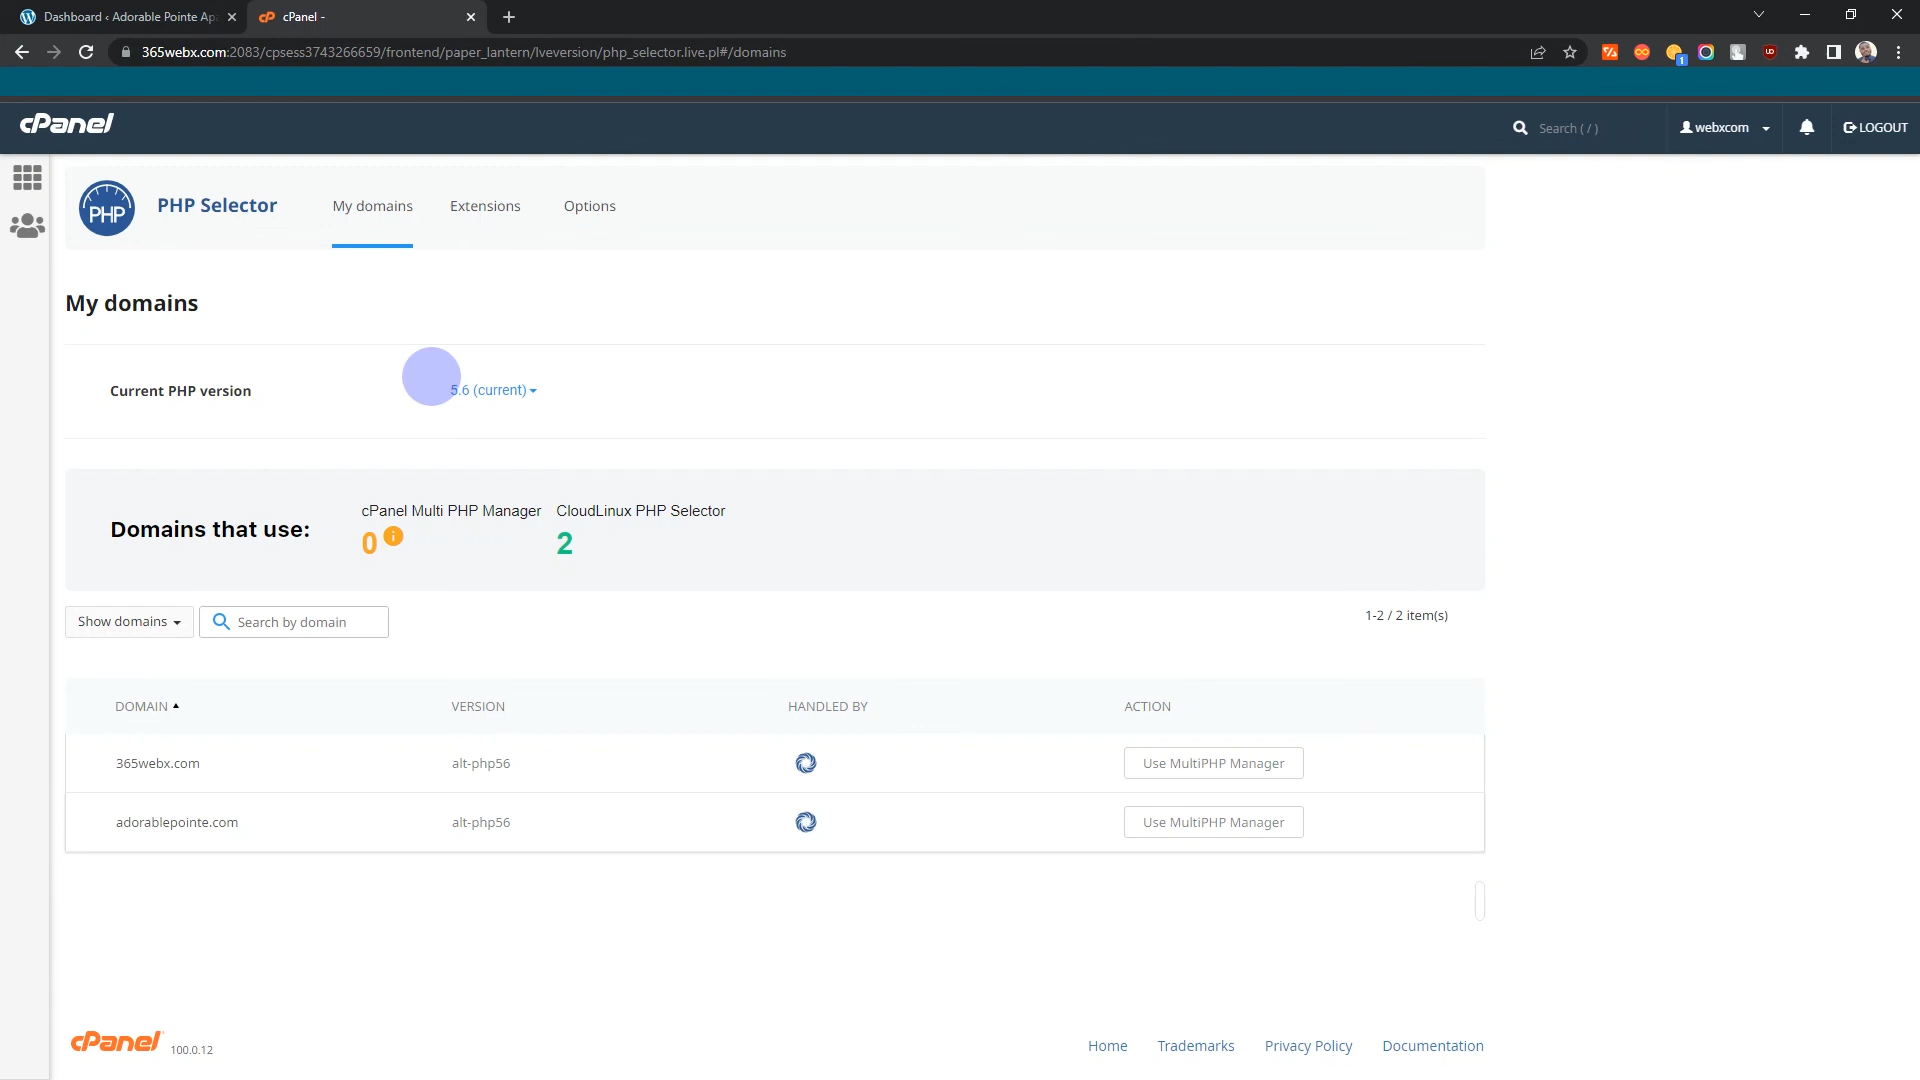 Dashboard ‹ Adorable Pointe Apa
cPanel -
365webx.com:2083/cpsess3743266659/frontend/paper_lantern/lveversion/php_selector.live.pl#/domains
1
cPanel
Search ( / )
webxcom
LOGOUT
PHP
PHP Selector
My domains
Extensions
Options
My domains
Current PHP version
5.6 (current)
Domains that use:
cPanel Multi PHP Manager
0
CloudLinux PHP Selector
2
Show domains
Search by domain
1-2 / 2 item(s)
DOMAIN
VERSION
HANDLED BY
ACTION
365webx.com
alt-php56
Use MultiPHP Manager
adorablepointe.com
alt-php56
Use MultiPHP Manager
cPanel
100.0.12
Home
Trademarks
Privacy Policy
Documentation